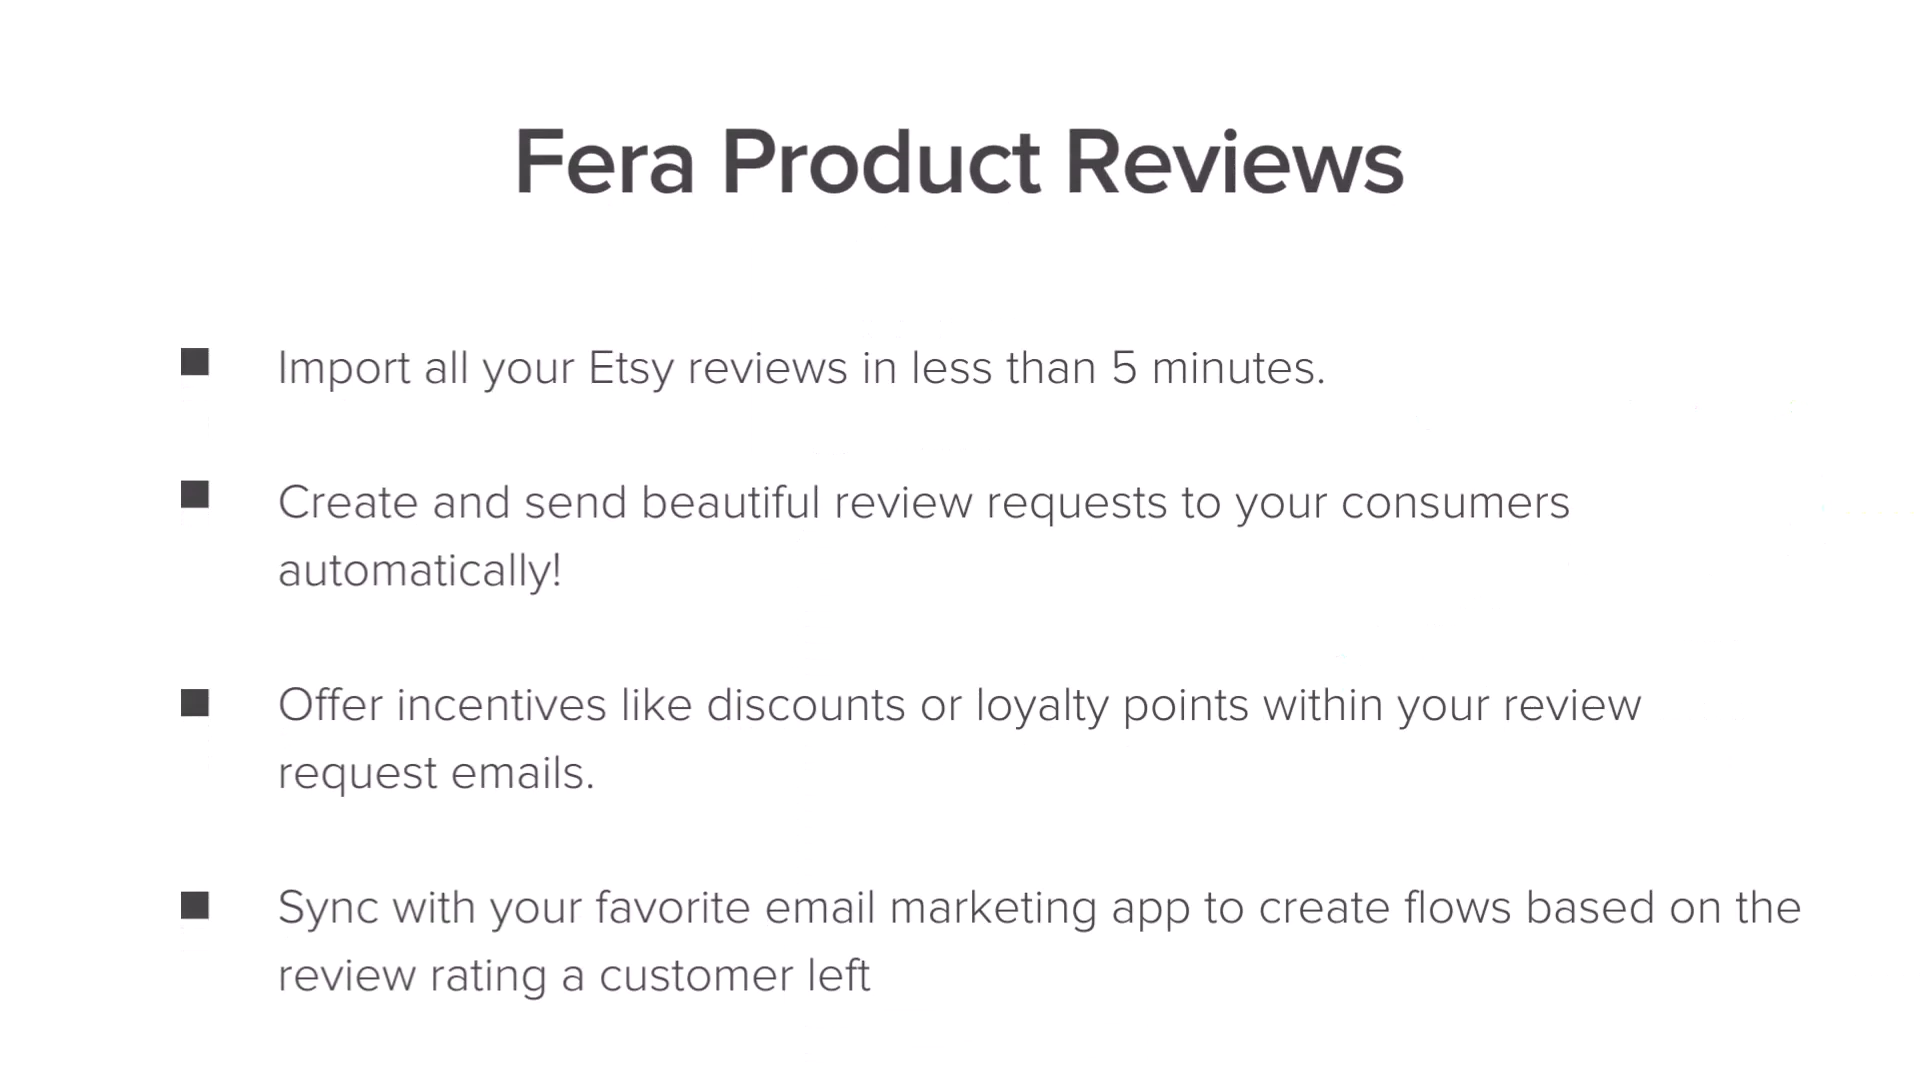 Fera Product Reviews
Import all your Etsy reviews in less than 5 minutes.
Create and send beautiful review requests to your consumers
automatically!
Offer incentives like discounts or loyalty points within your review
request emails.
Sync with your favorite email marketing app to create flows based on the
review rating a customer left